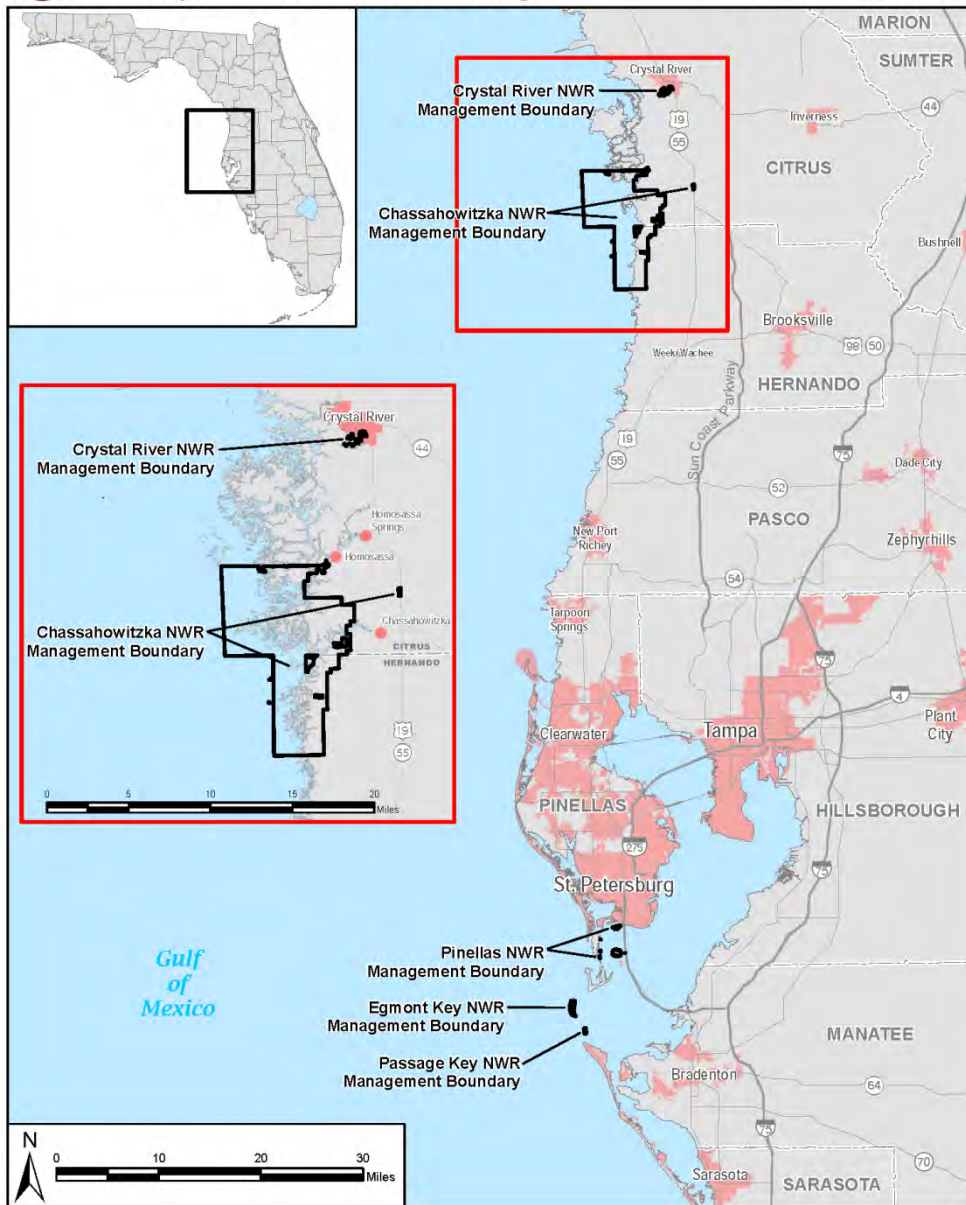 MARION
SUMTER
Crystal River
Crystal River NWR
Management Boundary
44
19
55
Inverness
CITRUS
Chassahowitzka NWR
Management Boundary
Bushnell
Brooksville
98
50
Weeki Wachee
HERNANDO
Sun Coast Parkway
19
55
75
Dade City
52
New Port
Richey
PASCO
Zephyrhills
54
Tarpon
Springs
75
4
Clearwater
Tampa
Plant
City
PINELLAS
HILLSBOROUGH
275
75
St. Petersburg
Pinellas NWR
Management Boundary
Gulf
of
Mexico
Egmont Key NWR
Management Boundary
MANATEE
Passage Key NWR
Management Boundary
Bradenton
64
75
70
Sarasota
SARASOTA
Crystal River
Crystal River NWR
Management Boundary
44
Homosassa
Springs
Homosassa
Chassahowitzka NWR
Management Boundary
Chassahowitzka
CITRUS
HERNANDO
19
55
0 5 10 15 20
Miles
N
0 10 20 30
Miles